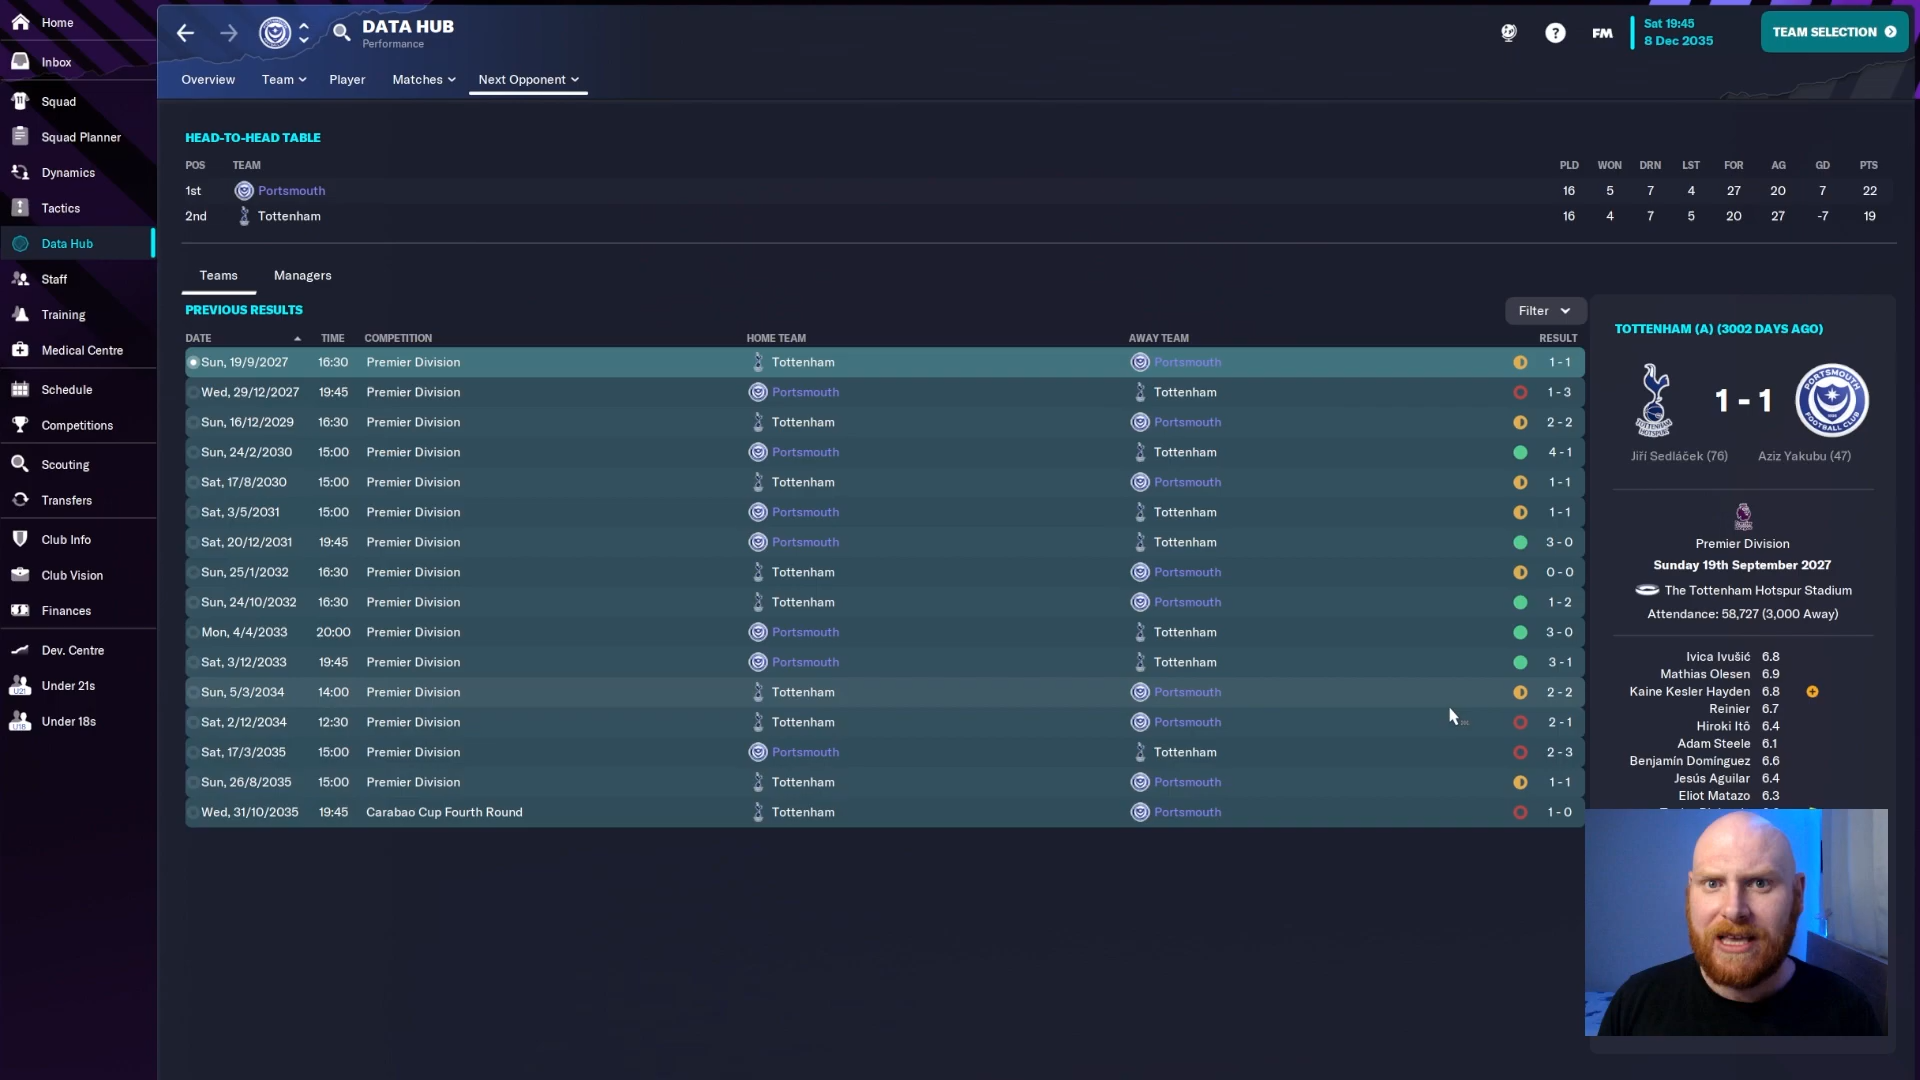 Home
Inbox
Squad
Squad Planner
Dynamics
Tactics
Data Hub
Staff
Training
Medical Centre
Schedule
Competitions
Scouting
Transfers
Club Info
Club Vision
Finances
Dev. Centre
Under 21s
Under 18s
DATA HUB
Performance
FM
Sat 19:45
8 Dec 2035
TEAM SELECTION
Overview Team Player Matches Next Opponent
HEAD-TO-HEAD TABLE
POS TEAM PLD WON DRN LST FOR AG GD PTS
1st Portsmouth 16 5 7 4 27 20 7 22
2nd Tottenham 16 4 7 5 20 27 -7 19
Teams Managers
PREVIOUS RESULTS
Filter
DATE TIME COMPETITION HOME TEAM AWAY TEAM RESULT
Sun, 19/9/2027 16:30 Premier Division Tottenham Portsmouth 1 - 1
Wed, 29/12/2027 19:45 Premier Division Portsmouth Tottenham 1 - 3
Sun, 16/12/2029 16:30 Premier Division Tottenham Portsmouth 2 - 2
Sun, 24/2/2030 15:00 Premier Division Portsmouth Tottenham 4 - 1
Sat, 17/8/2030 15:00 Premier Division Tottenham Portsmouth 1 - 1
Sat, 3/5/2031 15:00 Premier Division Portsmouth Tottenham 1 - 1
Sat, 20/12/2031 19:45 Premier Division Portsmouth Tottenham 3 - 0
Sun, 25/1/2032 16:30 Premier Division Tottenham Portsmouth 0 - 0
Sun, 24/10/2032 16:30 Premier Division Tottenham Portsmouth 1 - 2
Mon, 4/4/2033 20:00 Premier Division Portsmouth Tottenham 3 - 0
Sat, 3/12/2033 19:45 Premier Division Portsmouth Tottenham 3 - 1
Sun, 5/3/2034 14:00 Premier Division Tottenham Portsmouth 2 - 2
Sat, 2/12/2034 12:30 Premier Division Tottenham Portsmouth 2 - 1
Sat, 17/3/2035 15:00 Premier Division Portsmouth Tottenham 2 - 3
Sun, 26/8/2035 15:00 Premier Division Tottenham Portsmouth 1 - 1
Wed, 31/10/2035 19:45 Carabao Cup Fourth Round Tottenham Portsmouth 1 - 0
TOTTENHAM (A) (3002 DAYS AGO)
TOTTENHAM
HOTSPUR
1 - 1
PORTSMOUTH
FOOTBALL CLUB
Jiří Sedláček (76) Aziz Yakubu (47)
Premier Division
Sunday 19th September 2027
The Tottenham Hotspur Stadium
Attendance: 58,727 (3,000 Away)
Ivica Ivušić 6.8
Mathias Olesen 6.9
Kaine Kesler Hayden 6.8
Reinier 6.7
Hiroki Itō 6.4
Adam Steele 6.1
Benjamín Domínguez 6.6
Jesús Aguilar 6.4
Eliot Matazo 6.3